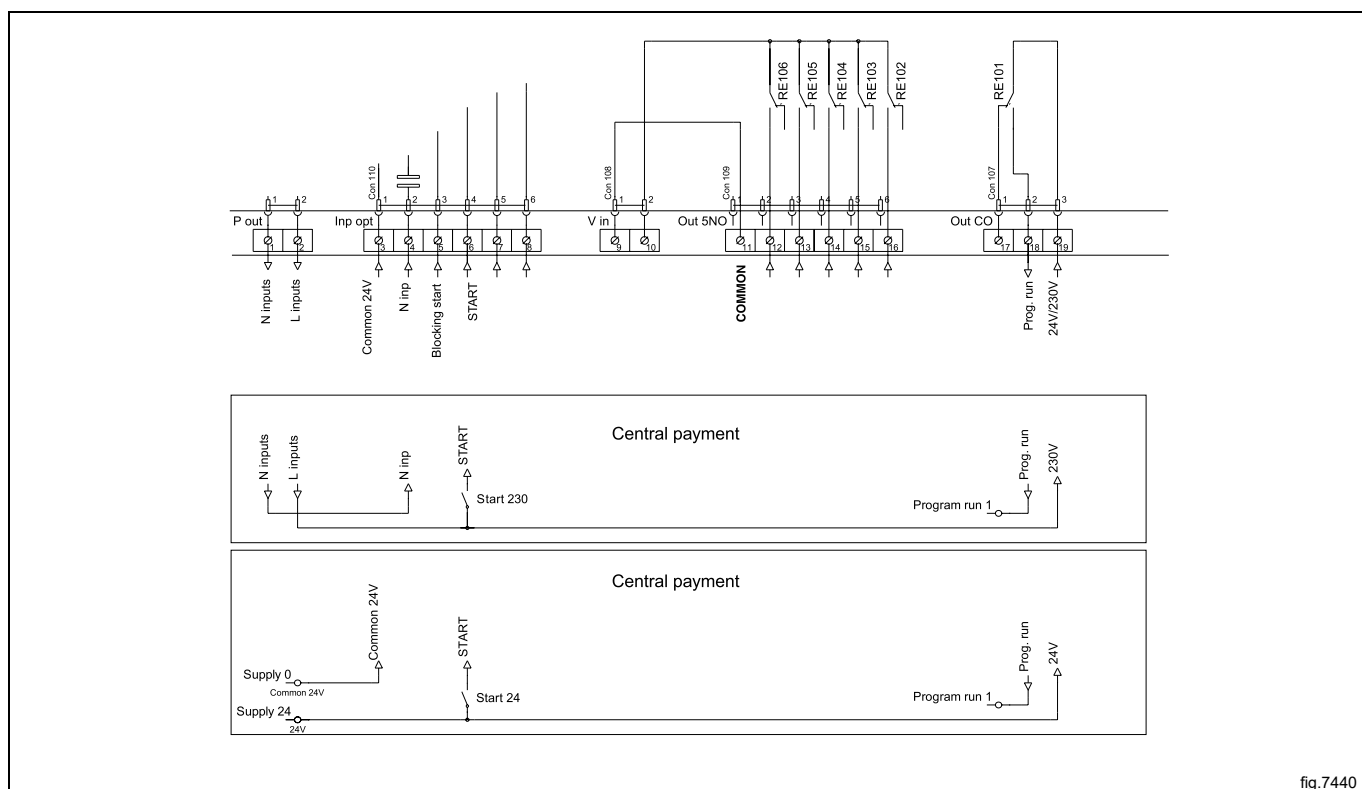 RE106
RE105
RE104
RE103
RE102
RE101
Con 110
Con 108
Con 109
Con 107
1 2
1 2 3 4 5 6
1 2
1 2 3 4 5 6
1 2 3
P out
Inp opt
V in
Out 5NO
Out CO
1 2
3 4 5 6 7 8
9 10
11 12 13 14 15 16
17 18 19
N inputs
L inputs
Common 24V
N inp
Blocking start
START
COMMON
Prog. run
24V/230V
Central payment
N inputs
L inputs
N inp
START
Start 230
Prog. run
230V
Program run 1
Central payment
Common 24V
START
Prog. run
24V
Supply 0
Common 24V
Start 24
Program run 1
Supply 24
24V
fig.7440